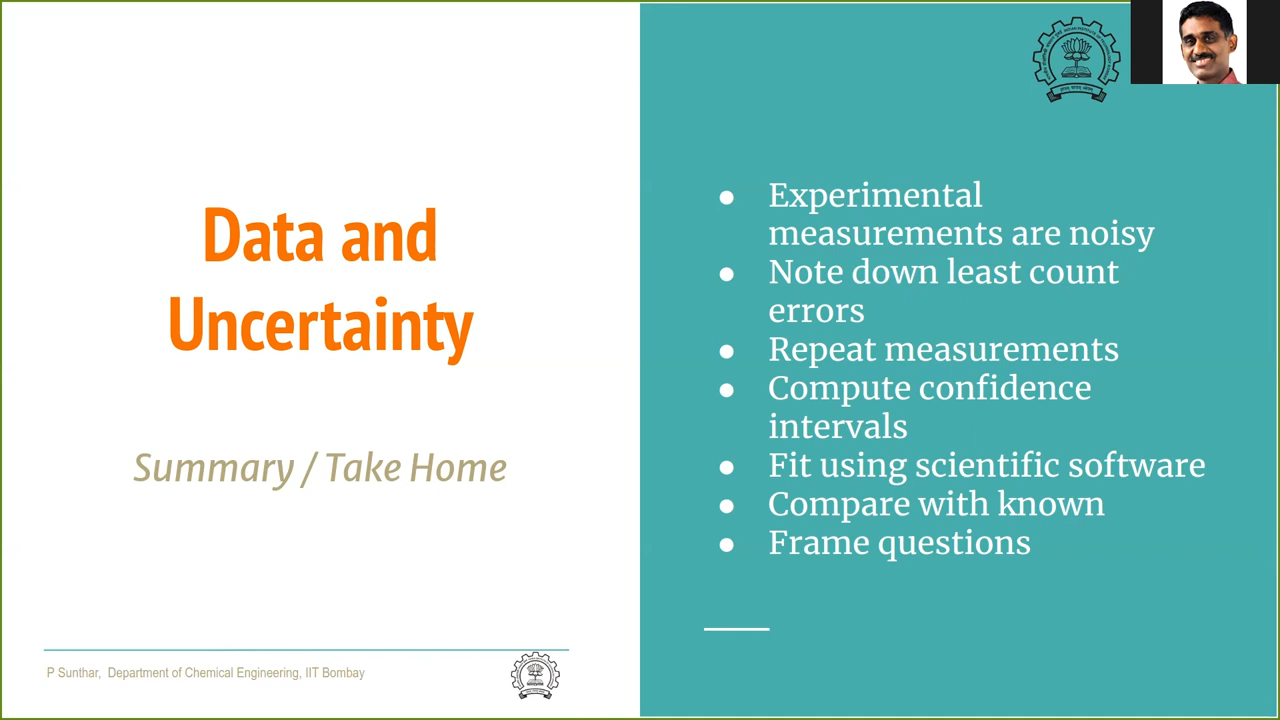 Data and
Uncertainty
Summary / Take Home
P Sunthar, Department of Chemical Engineering, IIT Bombay
● Experimental
measurements are noisy
● Note down least count
errors
● Repeat measurements
● Compute confidence
intervals
● Fit using scientific software
● Compare with known
● Frame questions